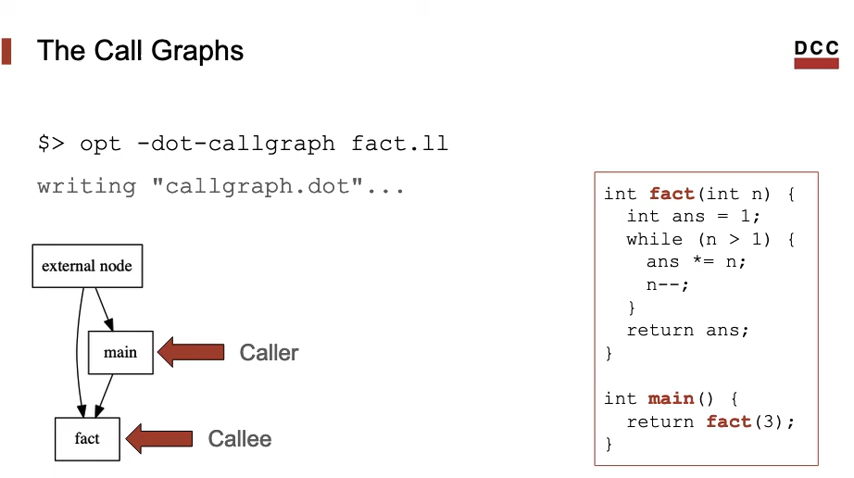 The Call Graphs
DCC
$> opt -dot-callgraph fact.ll
writing "callgraph.dot"...
external node
main
Caller
fact
Callee
int fact(int n) {
  int ans = 1;
  while (n > 1) {
    ans *= n;
    n--;
  }
  return ans;
}

int main() {
  return fact(3);
}